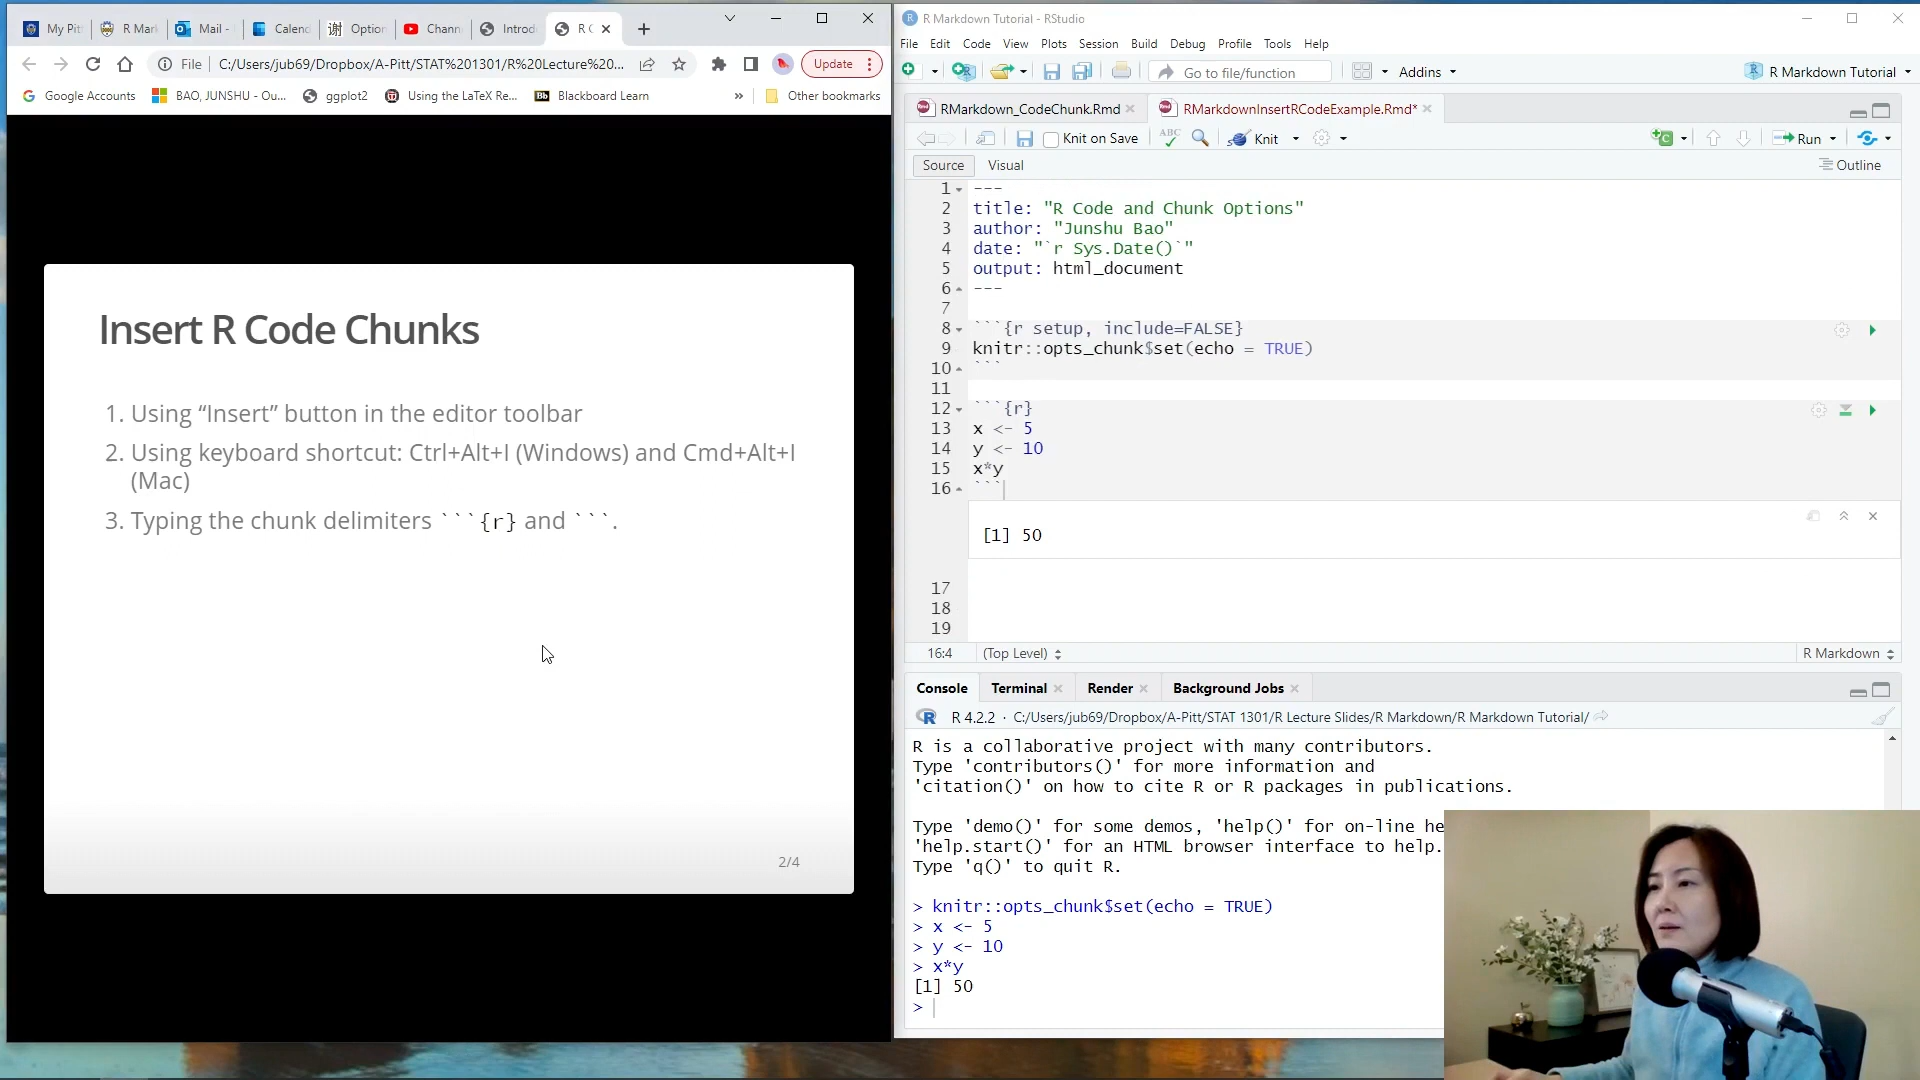 My Pit
R Mar
Mail -
Calend
Option
Chann
Introd
R C
File
C:/Users/jub69/Dropbox/A-Pitt/STAT%201301/R%20Lecture%20...
Update
Google Accounts
BAO, JUNSHU - Ou...
ggplot2
Using the LaTeX Re...
Bb
Blackboard Learn
»
Other bookmarks
Insert R Code Chunks
1. Using “Insert” button in the editor toolbar
2. Using keyboard shortcut: Ctrl+Alt+I (Windows) and Cmd+Alt+I
(Mac)
3. Typing the chunk delimiters ```{r} and ```.
2/4
R Markdown Tutorial - RStudio
File Edit Code View Plots Session Build Debug Profile Tools Help
Go to file/function
Addins
R Markdown Tutorial
RMarkdown_CodeChunk.Rmd
RMarkdownInsertRCodeExample.Rmd*
Knit on Save
ABC
Knit
Run
Source
Visual
Outline
1 ---
2 title: "R Code and Chunk Options"
3 author: "Junshu Bao"
4 date: "`r Sys.Date()`"
5 output: html_document
6 ---
7
8 ```{r setup, include=FALSE}
9 knitr::opts_chunk$set(echo = TRUE)
10 ```
11
12 ```{r}
13 x <- 5
14 y <- 10
15 x*y
16 ```
[1] 50
17
18
19
16:4
(Top Level)
R Markdown
Console
Terminal
Render
Background Jobs
R 4.2.2 · C:/Users/jub69/Dropbox/A-Pitt/STAT 1301/R Lecture Slides/R Markdown/R Markdown Tutorial/
R is a collaborative project with many contributors.
Type 'contributors()' for more information and
'citation()' on how to cite R or R packages in publications.
Type 'demo()' for some demos, 'help()' for on-line he
'help.start()' for an HTML browser interface to help.
Type 'q()' to quit R.
> knitr::opts_chunk$set(echo = TRUE)
> x <- 5
> y <- 10
> x*y
[1] 50
>